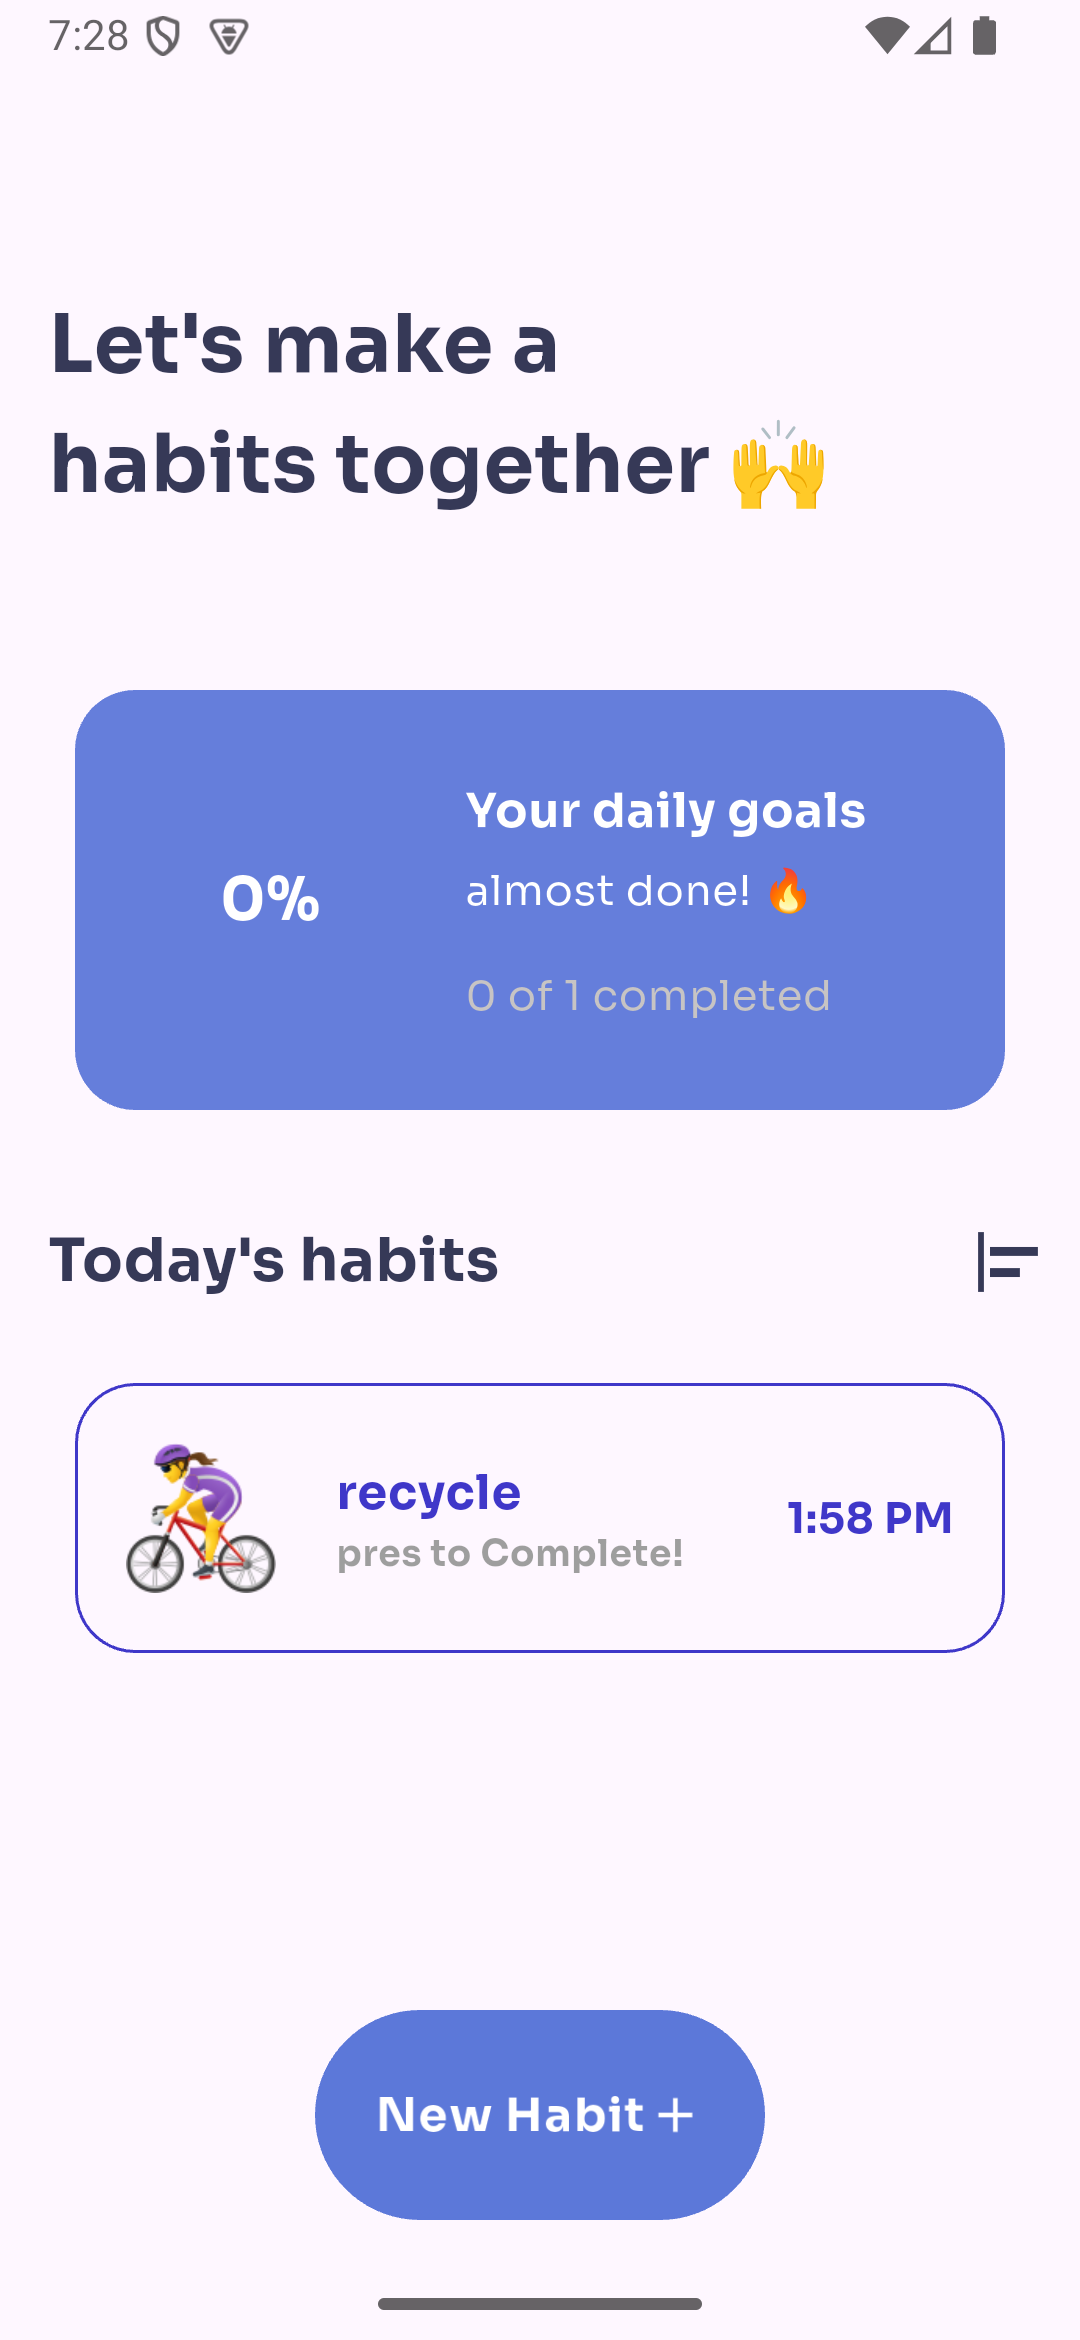 7:28
Let's make a
habits together 🙌
Your daily goals
0%
almost done! 🔥
0 of 1 completed
Today's habits
recycle
pres to Complete!
1:58 PM
New Habit +